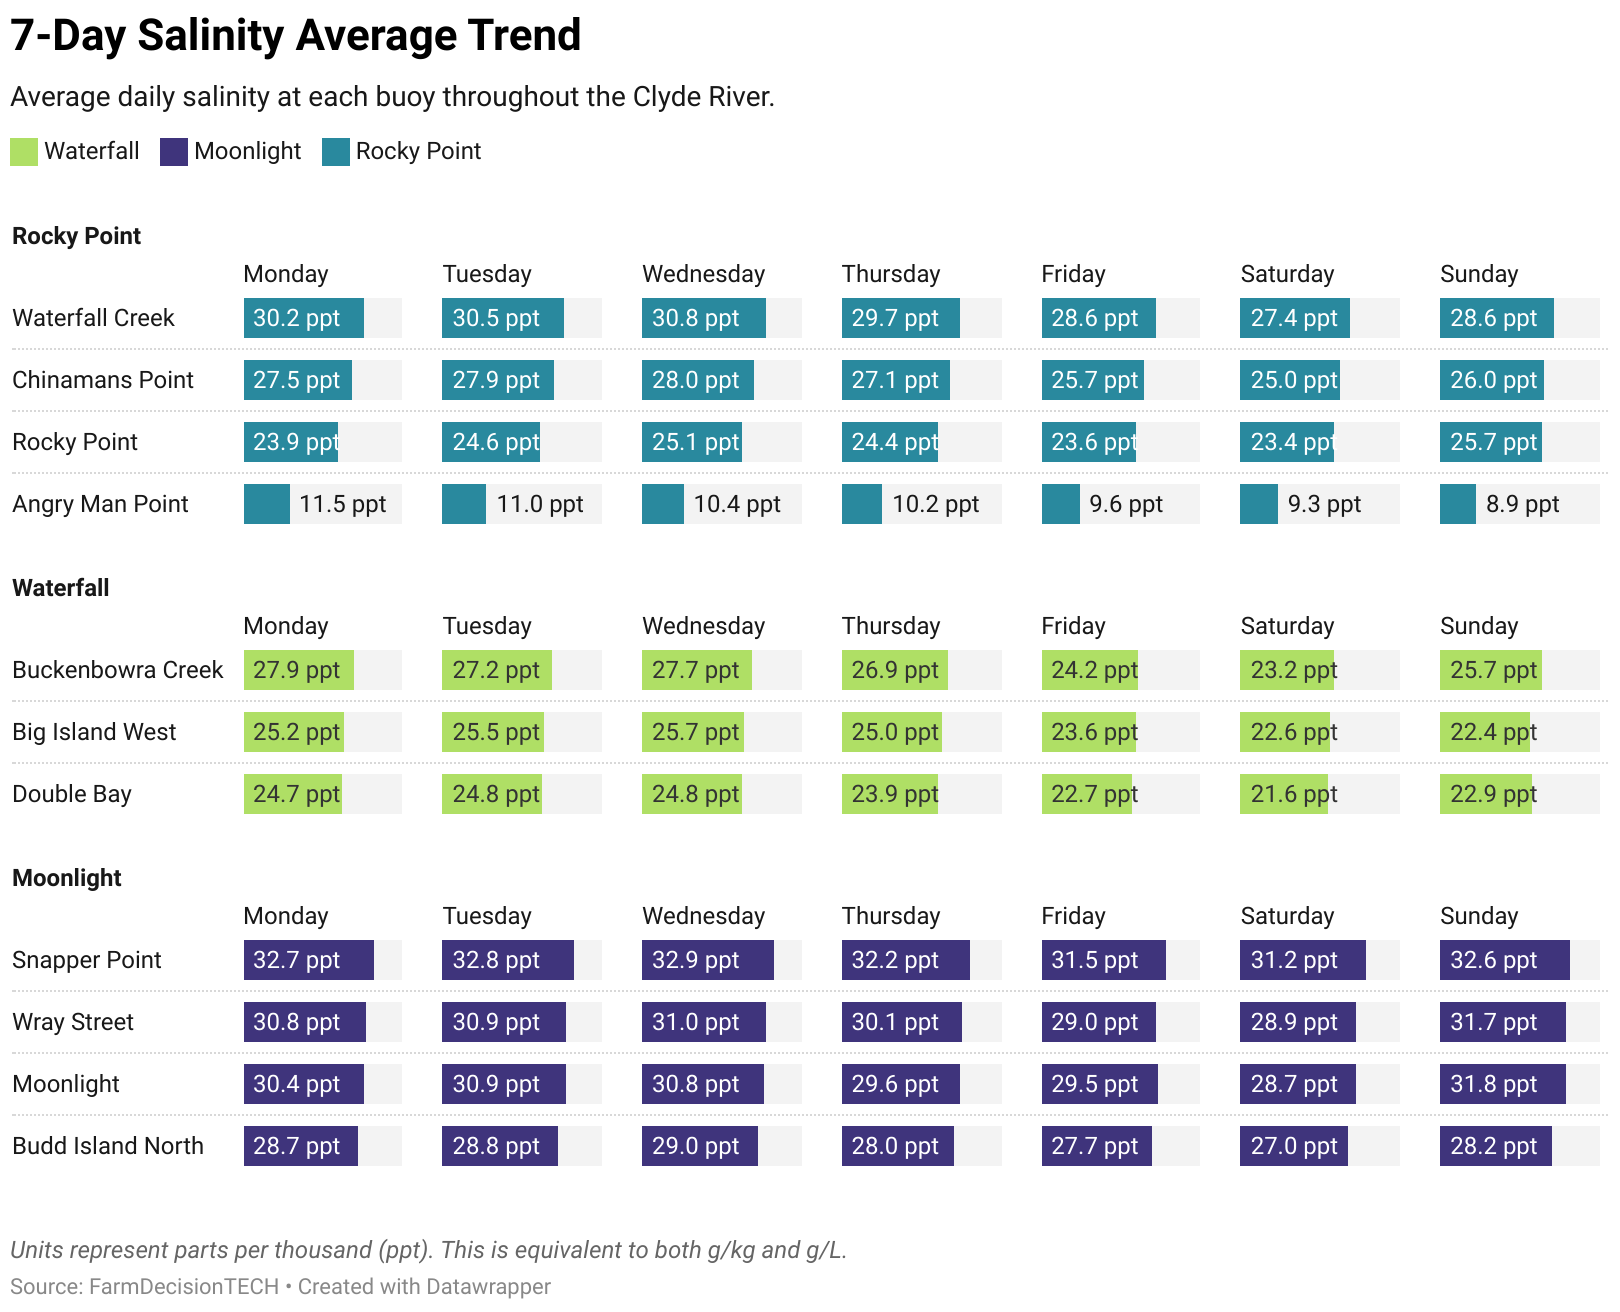 7-Day Salinity Average Trend
Average daily salinity at each buoy throughout the Clyde River.
Waterfall Moonlight Rocky Point
Rocky Point
Monday Tuesday Wednesday Thursday Friday Saturday Sunday
Waterfall Creek 30.2 ppt 30.5 ppt 30.8 ppt 29.7 ppt 28.6 ppt 27.4 ppt 28.6 ppt
Chinamans Point 27.5 ppt 27.9 ppt 28.0 ppt 27.1 ppt 25.7 ppt 25.0 ppt 26.0 ppt
Rocky Point 23.9 ppt 24.6 ppt 25.1 ppt 24.4 ppt 23.6 ppt 23.4 ppt 25.7 ppt
Angry Man Point 11.5 ppt 11.0 ppt 10.4 ppt 10.2 ppt 9.6 ppt 9.3 ppt 8.9 ppt
Waterfall
Monday Tuesday Wednesday Thursday Friday Saturday Sunday
Buckenbowra Creek 27.9 ppt 27.2 ppt 27.7 ppt 26.9 ppt 24.2 ppt 23.2 ppt 25.7 ppt
Big Island West 25.2 ppt 25.5 ppt 25.7 ppt 25.0 ppt 23.6 ppt 22.6 ppt 22.4 ppt
Double Bay 24.7 ppt 24.8 ppt 24.8 ppt 23.9 ppt 22.7 ppt 21.6 ppt 22.9 ppt
Moonlight
Monday Tuesday Wednesday Thursday Friday Saturday Sunday
Snapper Point 32.7 ppt 32.8 ppt 32.9 ppt 32.2 ppt 31.5 ppt 31.2 ppt 32.6 ppt
Wray Street 30.8 ppt 30.9 ppt 31.0 ppt 30.1 ppt 29.0 ppt 28.9 ppt 31.7 ppt
Moonlight 30.4 ppt 30.9 ppt 30.8 ppt 29.6 ppt 29.5 ppt 28.7 ppt 31.8 ppt
Budd Island North 28.7 ppt 28.8 ppt 29.0 ppt 28.0 ppt 27.7 ppt 27.0 ppt 28.2 ppt
Units represent parts per thousand (ppt). This is equivalent to both g/kg and g/L.
Source: FarmDecisionTECH • Created with Datawrapper